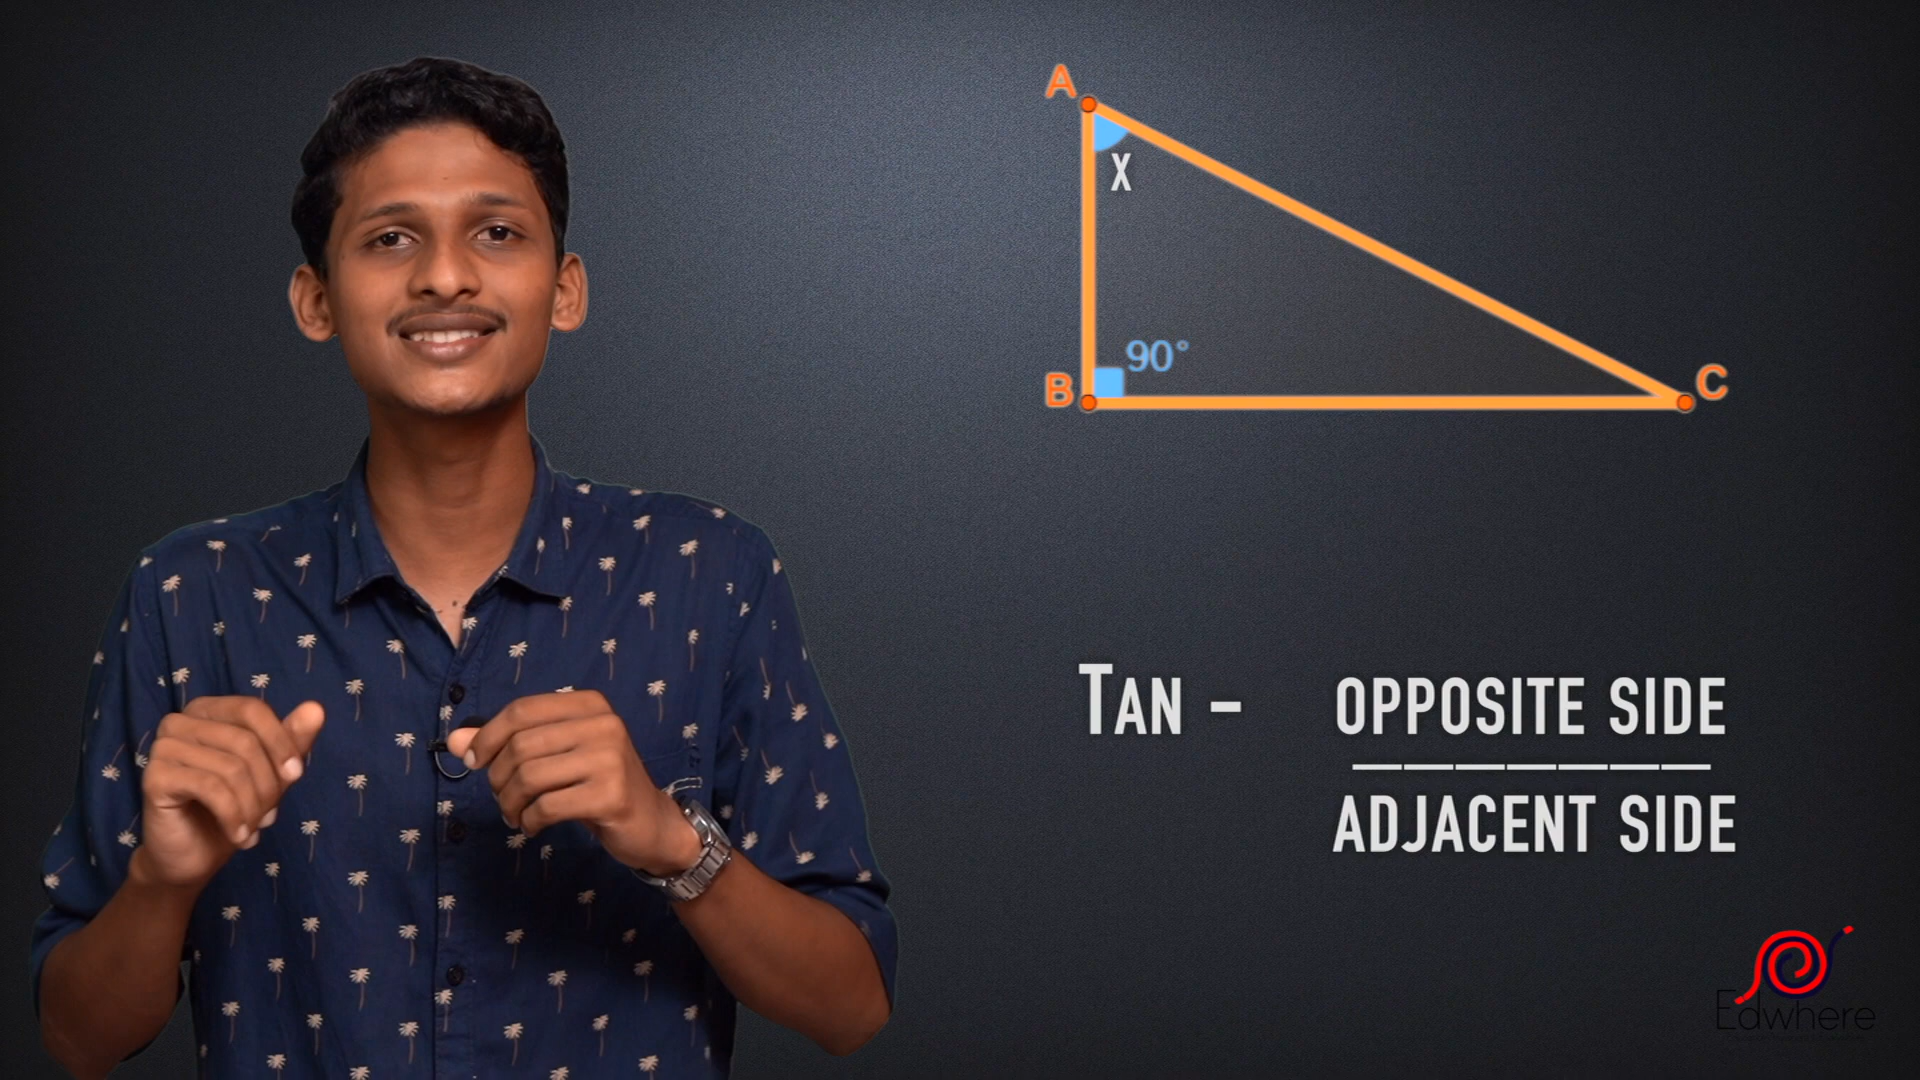 A
X
90°
B
C
TAN - OPPOSITE SIDE
ADJACENT SIDE
Edwhere